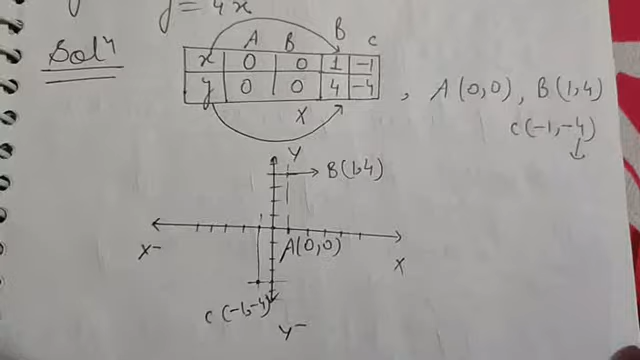 y = 4x
Solⁿ
A B B C
x 0 0 1 -1
y 0 0 4 -4
X
, A(0,0), B(1,4)
C(-1,-4)
Y
B(1,4)
A(0,0)
X-
X
C(-1,-4)
Y-